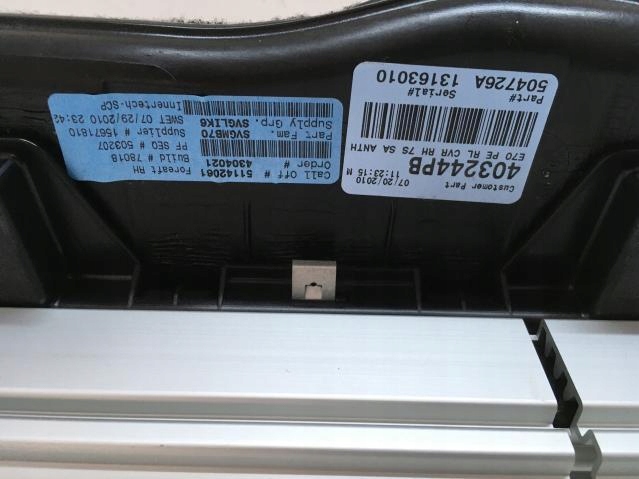 Customer Part
07/20/2010
11:23:15 M
403244PB
E70 PE RL CVR RH 7S SA ANTH
Part#
504726A
Serial#
13163010
Foreaft RH
Build # 7801B
PF SEQ # 503207
Supplier # 15671810
SWET 07/29/2010 23:42
Innertech-SCP
Call Off #
51142061
Order #
4304021
Part Fam.
SVGMB70
Supply Grp.
SVGLIK6